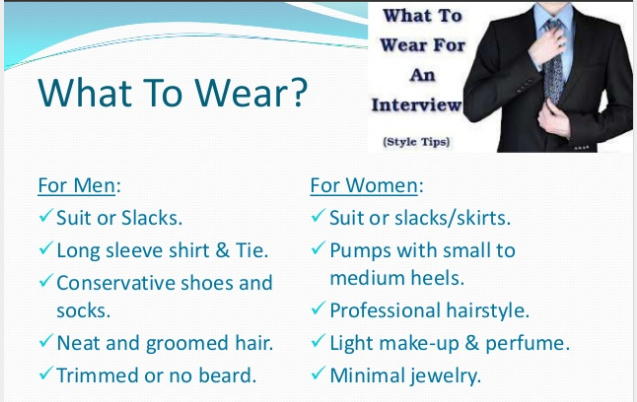 What To
Wear For
An
Interview
(Style Tips)
What To Wear?
For Men:
Suit or Slacks.
Long sleeve shirt & Tie.
Conservative shoes and
socks.
Neat and groomed hair.
Trimmed or no beard.
For Women:
Suit or slacks/skirts.
Pumps with small to
medium heels.
Professional hairstyle.
Light make-up & perfume.
Minimal jewelry.